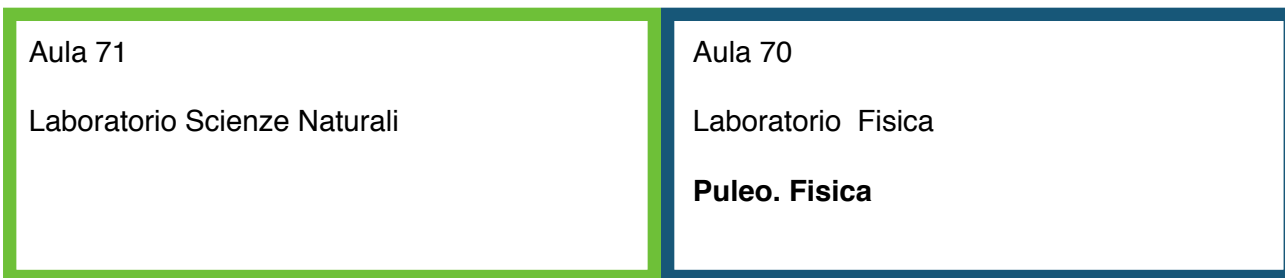 Aula 71
Laboratorio Scienze Naturali
Aula 70
Laboratorio  Fisica
Puleo. Fisica